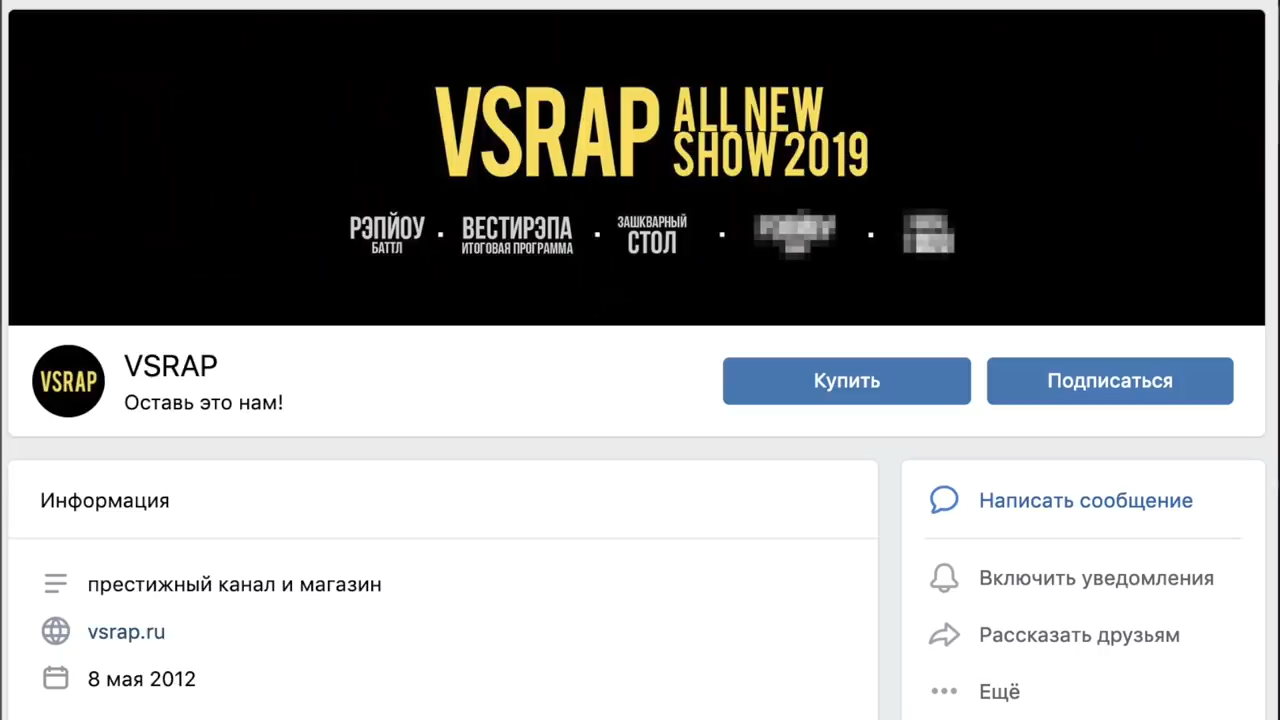 VSRAP ALL NEW
SHOW 2019
РЭПЙОУ
БАТТЛ
ВЕСТИРЭПА
ИТОГОВАЯ ПРОГРАММА
ЗАШКВАРНЫЙ
СТОЛ
VSRAP
VSRAP
Оставь это нам!
Купить
Подписаться
Информация
престижный канал и магазин
vsrap.ru
8 мая 2012
Написать сообщение
Включить уведомления
Рассказать друзьям
Ещё